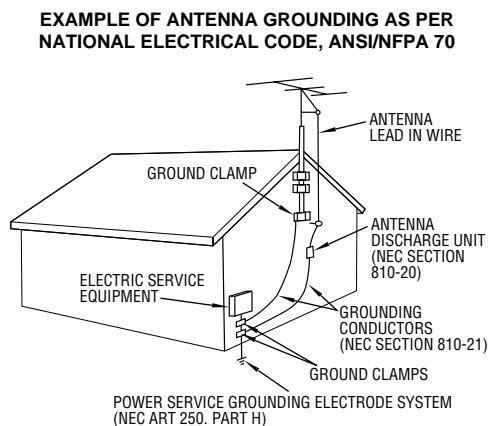 EXAMPLE OF ANTENNA GROUNDING AS PER
NATIONAL ELECTRICAL CODE, ANSI/NFPA 70
ANTENNA
LEAD IN WIRE
GROUND CLAMP
ANTENNA
DISCHARGE UNIT
(NEC SECTION
810-20)
ELECTRIC SERVICE
EQUIPMENT
GROUNDING
CONDUCTORS
(NEC SECTION 810-21)
GROUND CLAMPS
POWER SERVICE GROUNDING ELECTRODE SYSTEM
(NEC ART 250. PART H)